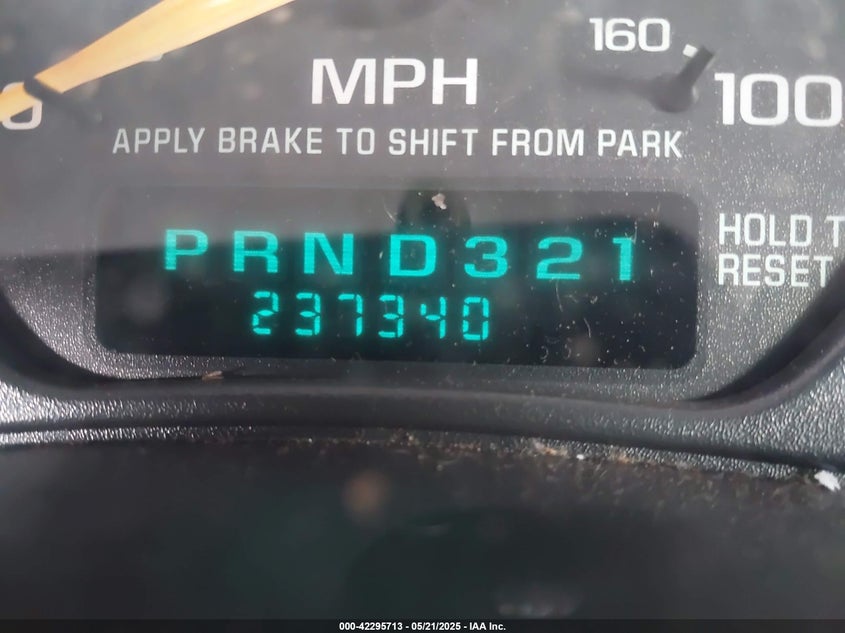 160
MPH
0
100
APPLY BRAKE TO SHIFT FROM PARK
HOLD T
RESET
PRND321
237340
000-42295713 - 05/21/2025 - IAA Inc.